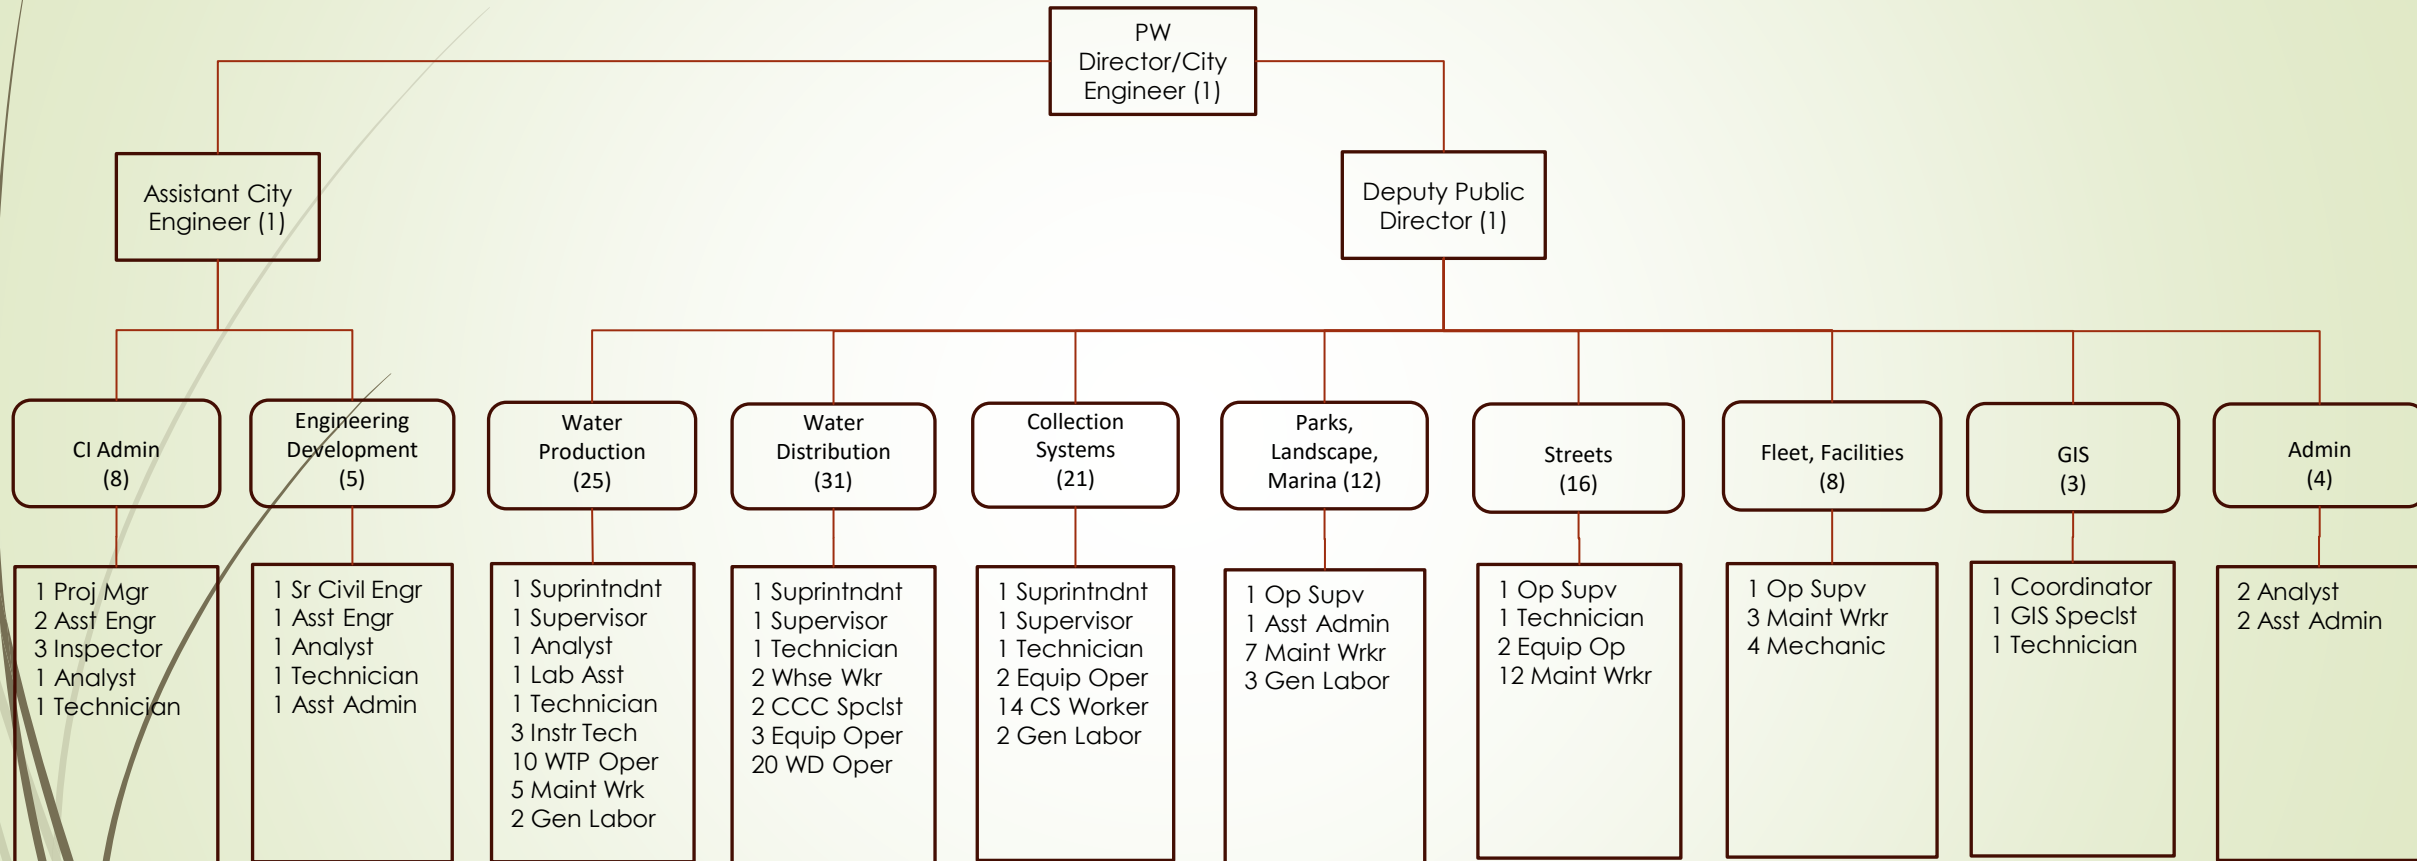 PW
Director/City
Engineer (1)
Assistant City
Engineer (1)
Deputy Public
Director (1)
CI Admin
(8)
Engineering
Development
(5)
Water
Production
(25)
Water
Distribution
(31)
Collection
Systems
(21)
Parks,
Landscape,
Marina (12)
Streets
(16)
Fleet, Facilities
(8)
GIS
(3)
Admin
(4)
1 Proj Mgr
2 Asst Engr
3 Inspector
1 Analyst
1 Technician
1 Sr Civil Engr
1 Asst Engr
1 Analyst
1 Technician
1 Asst Admin
1 Suprintndnt
1 Supervisor
1 Analyst
1 Lab Asst
1 Technician
3 Instr Tech
10 WTP Oper
5 Maint Wrk
2 Gen Labor
1 Suprintndnt
1 Supervisor
1 Technician
2 Whse Wkr
2 CCC Spclst
3 Equip Oper
20 WD Oper
1 Suprintndnt
1 Supervisor
1 Technician
2 Equip Oper
14 CS Worker
2 Gen Labor
1 Op Supv
1 Asst Admin
7 Maint Wrkr
3 Gen Labor
1 Op Supv
1 Technician
2 Equip Op
12 Maint Wrkr
1 Op Supv
3 Maint Wrkr
4 Mechanic
1 Coordinator
1 GIS Speclst
1 Technician
2 Analyst
2 Asst Admin